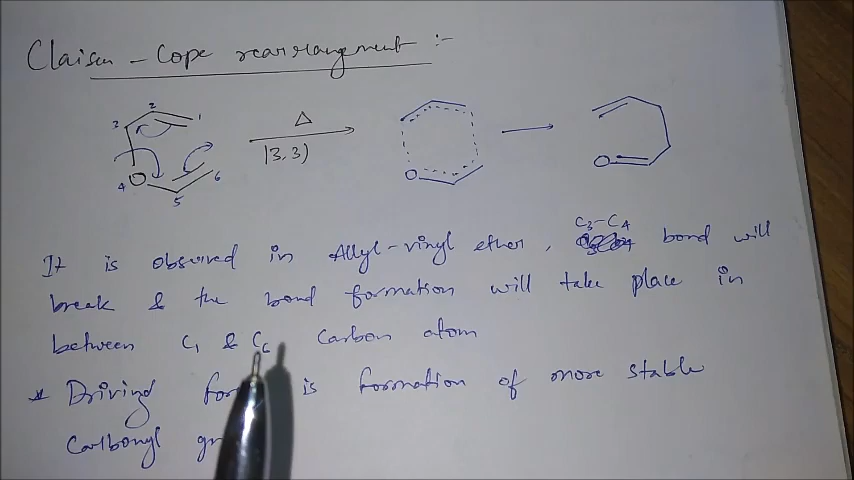 Claisen - Cope rearrangement :-
2
3 1 Δ
(3,3)
O O O
4 6
5
C3-C4
It is observed in Allyl-vinyl ether, bond will
break & the bond formation will take place in
between C1 & C6 Carbon atom
* Driving is formation of more stable
Carbonyl